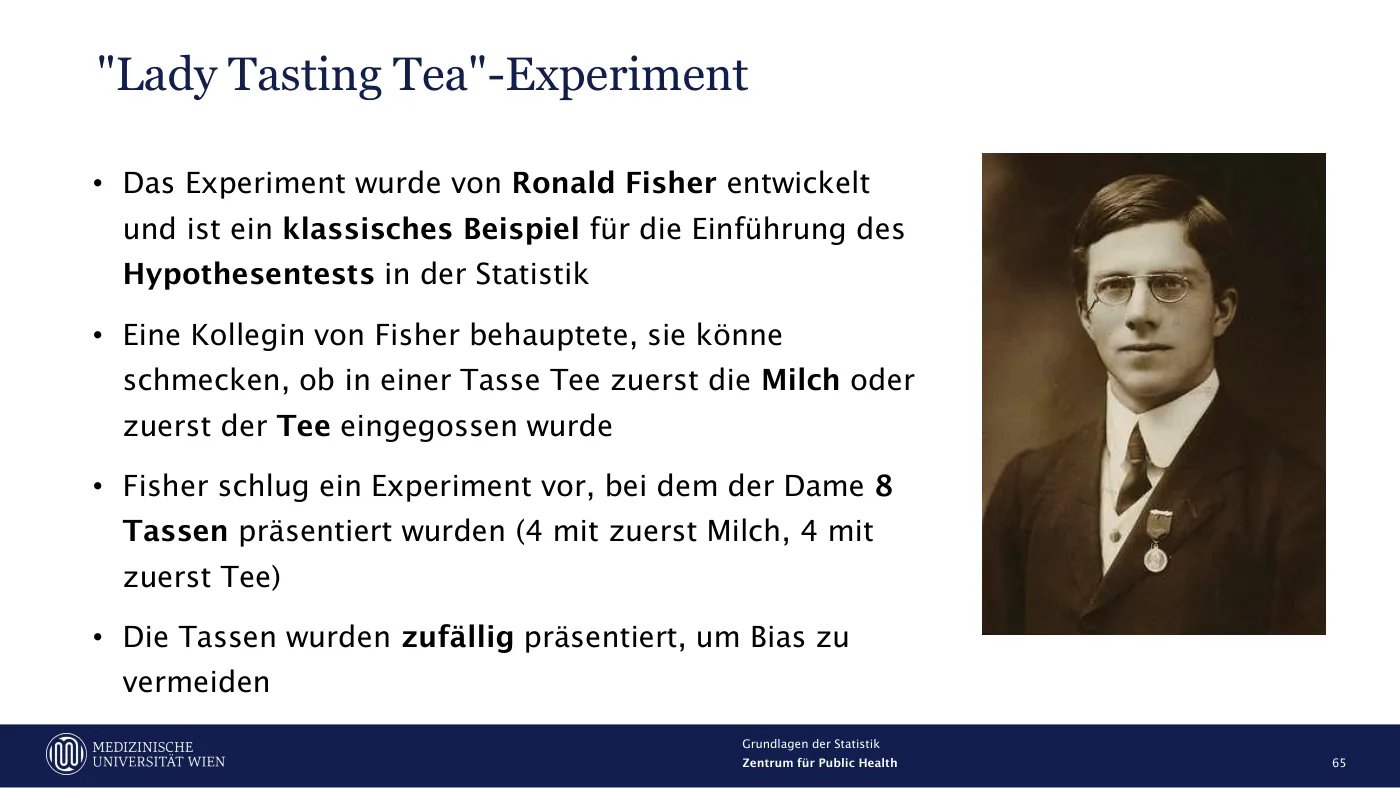 "Lady Tasting Tea"-Experiment
• Das Experiment wurde von Ronald Fisher entwickelt
und ist ein klassisches Beispiel für die Einführung des
Hypothesentests in der Statistik
• Eine Kollegin von Fisher behauptete, sie könne
schmecken, ob in einer Tasse Tee zuerst die Milch oder
zuerst der Tee eingegossen wurde
• Fisher schlug ein Experiment vor, bei dem der Dame 8
Tassen präsentiert wurden (4 mit zuerst Milch, 4 mit
zuerst Tee)
• Die Tassen wurden zufällig präsentiert, um Bias zu
vermeiden
MEDIZINISCHE
UNIVERSITÄT WIEN
Grundlagen der Statistik
Zentrum für Public Health
65